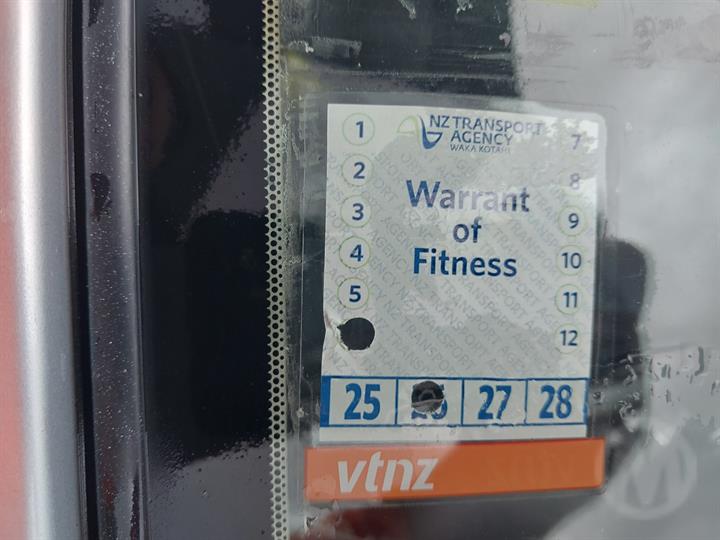 NZ TRANSPORT
AGENCY
WAKA KOTAHI
Warrant
of
Fitness
1
2
3
4
5
7
8
9
10
11
12
25 26 27 28
vtnz